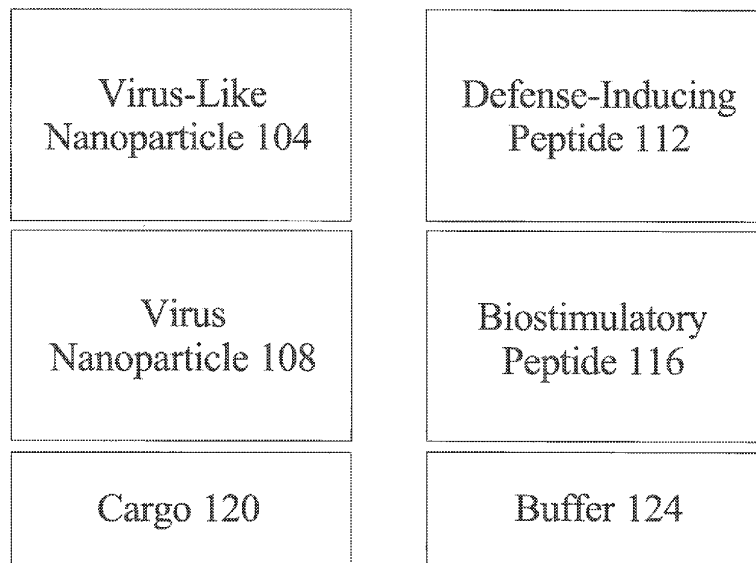 Virus-Like
Nanoparticle 104
Defense-Inducing
Peptide 112
Virus
Nanoparticle 108
Biostimulatory
Peptide 116
Cargo 120
Buffer 124